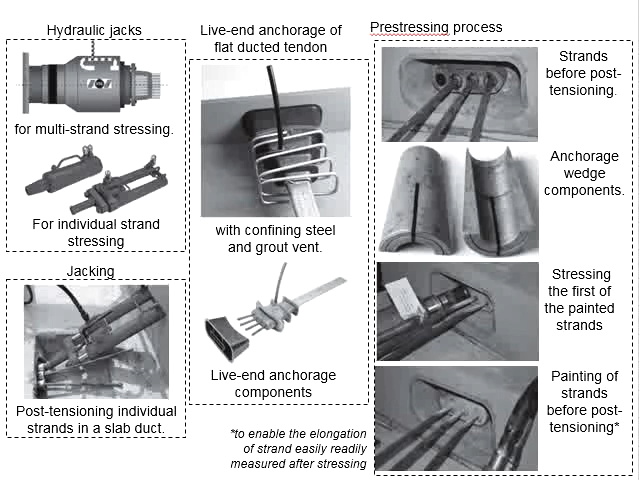 Hydraulic jacks
for multi-strand stressing.
For individual strand
stressing
Jacking
Post-tensioning individual
strands in a slab duct.
Live-end anchorage of
flat ducted tendon
with confining steel
and grout vent.
Live-end anchorage
components
*to enable the elongation
of strand easily readily
measured after stressing
Prestressing process
Strands
before post-
tensioning.
Anchorage
wedge
components.
Stressing
the first of
the painted
strands
Painting of
strands
before post-
tensioning*